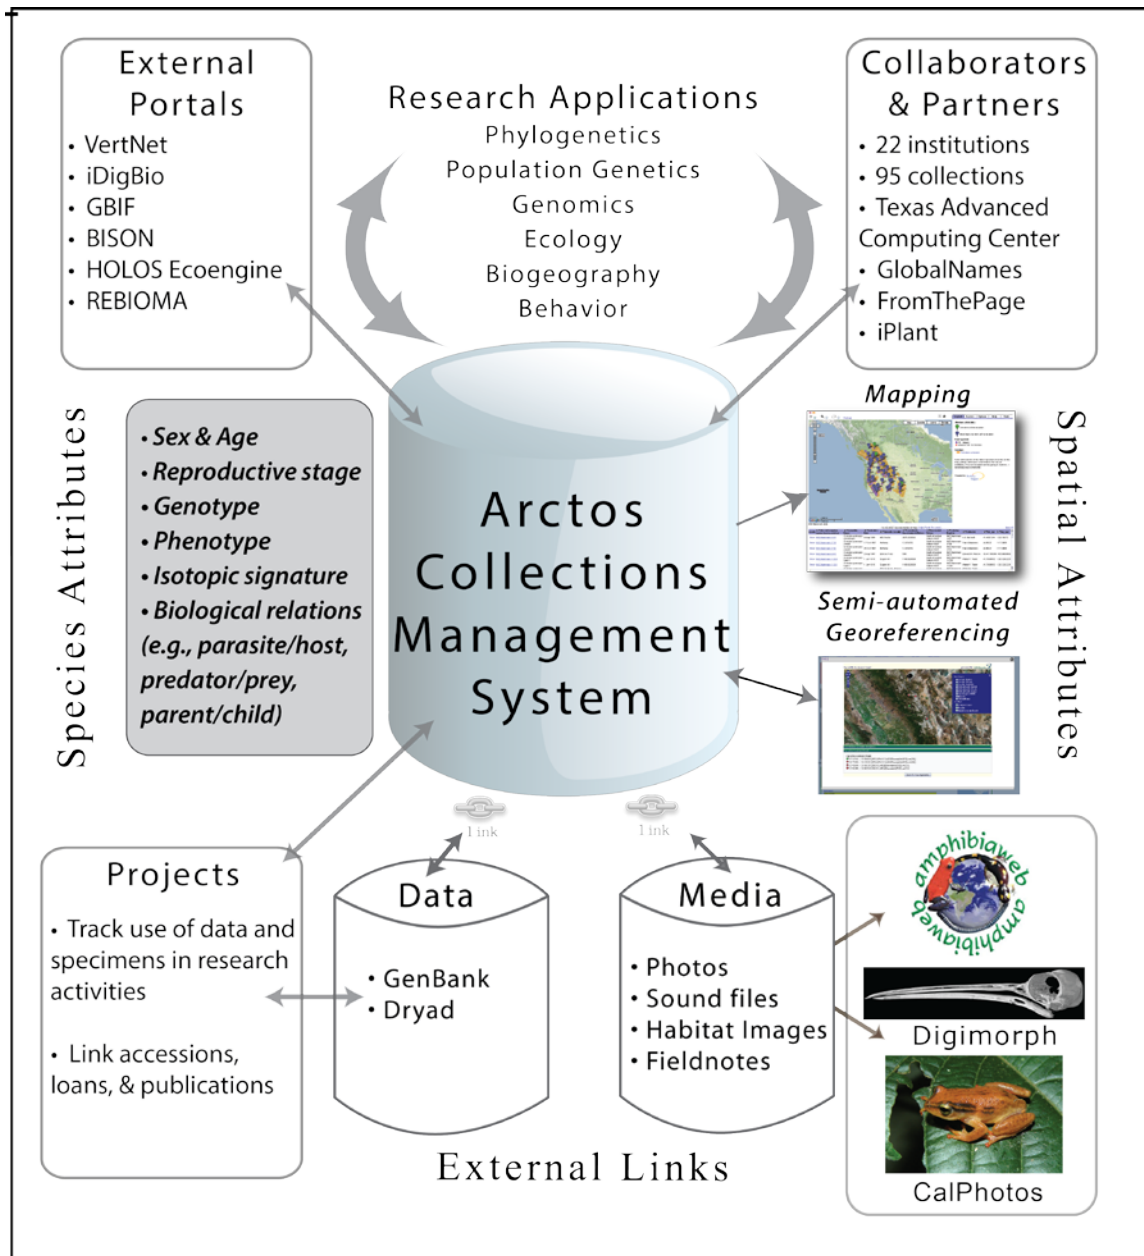 External
Portals
• VertNet
• iDigBio
• GBIF
• BISON
• HOLOS Ecoengine
• REBIOMA
Research Applications
Phylogenetics
Population Genetics
Genomics
Ecology
Biogeography
Behavior
Collaborators
& Partners
• 22 institutions
• 95 collections
• Texas Advanced
Computing Center
• GlobalNames
• FromThePage
• iPlant
Species Attributes
• Sex & Age
• Reproductive stage
• Genotype
• Phenotype
• Isotopic signature
• Biological relations
(e.g., parasite/host,
predator/prey,
parent/child)
Arctos
Collections
Management
System
Mapping
Semi-automated
Georeferencing
Spatial Attributes
link
link
Projects
• Track use of data and
specimens in research
activities
• Link accessions,
loans, & publications
Data
• GenBank
• Dryad
Media
• Photos
• Sound files
• Habitat Images
• Fieldnotes
External Links
amphibiaweb
amphibiaweb
Digimorph
CalPhotos